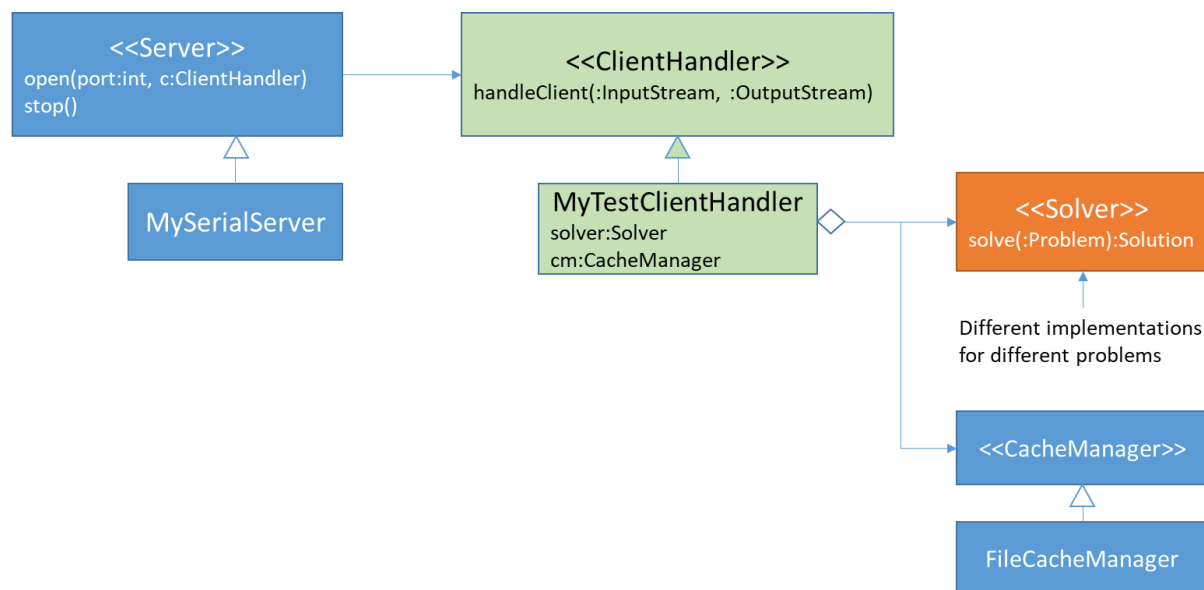 <<Server>>
open(port:int, c:ClientHandler)
stop()
<<ClientHandler>>
handleClient(:InputStream, :OutputStream)
MySerialServer
MyTestClientHandler
solver:Solver
cm:CacheManager
<<Solver>>
solve(:Problem):Solution
Different implementations
for different problems
<<CacheManager>>
FileCacheManager